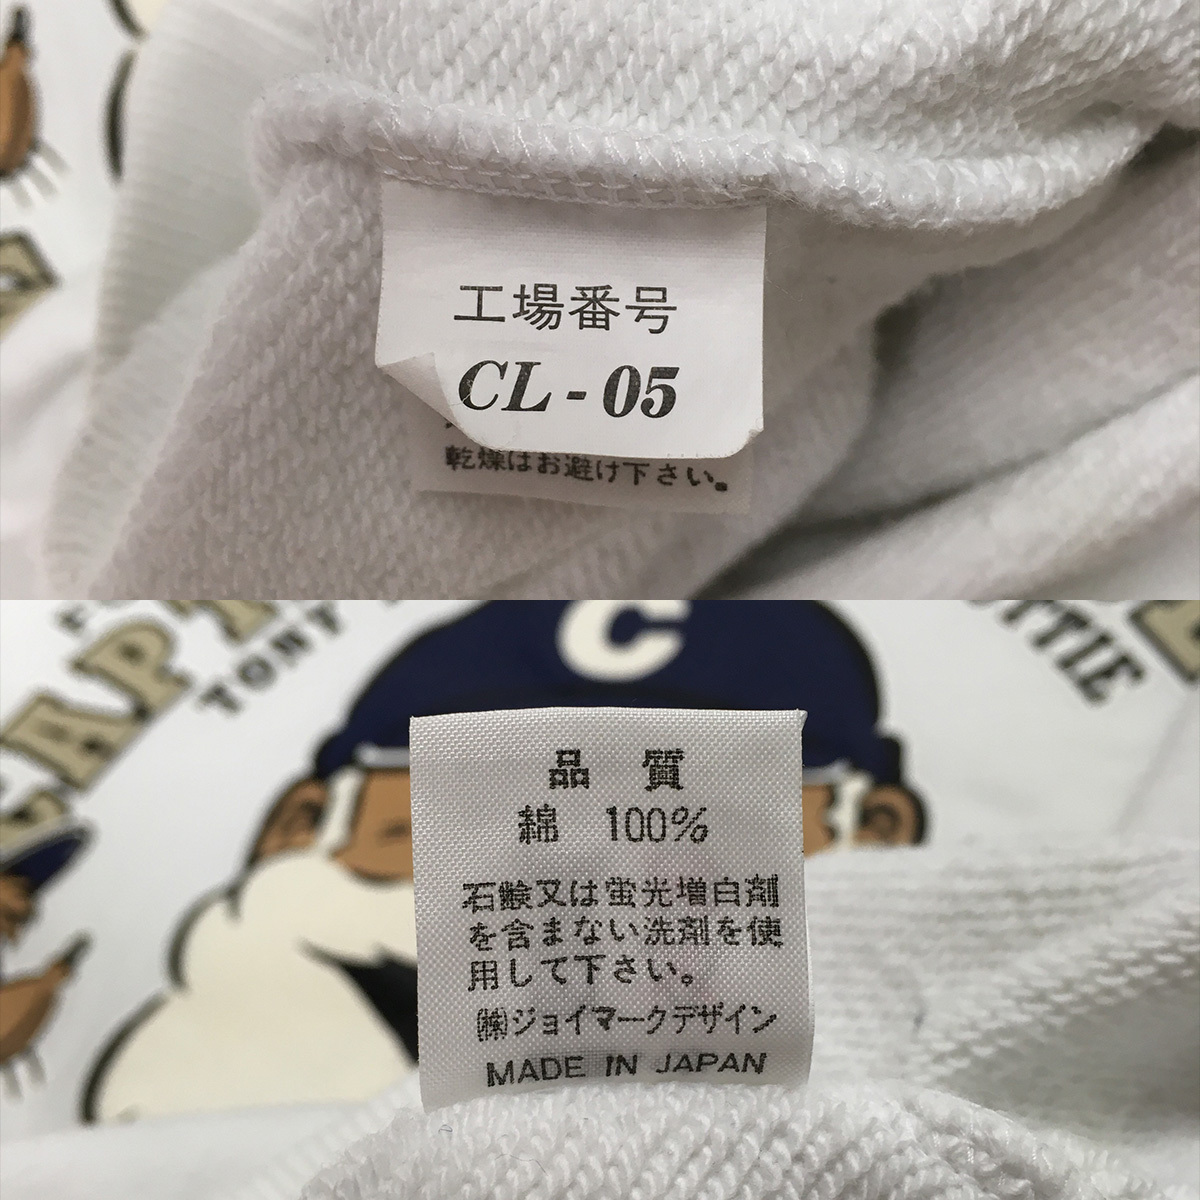 工場番号
CL - 05
乾燥はお避け下さい。
C
TONY
TTLE
品 質
綿 100%
石鹸又は蛍光増白剤
を含まない洗剤を使
用して下さい。
㈱ジョイマークデザイン
MADE IN JAPAN